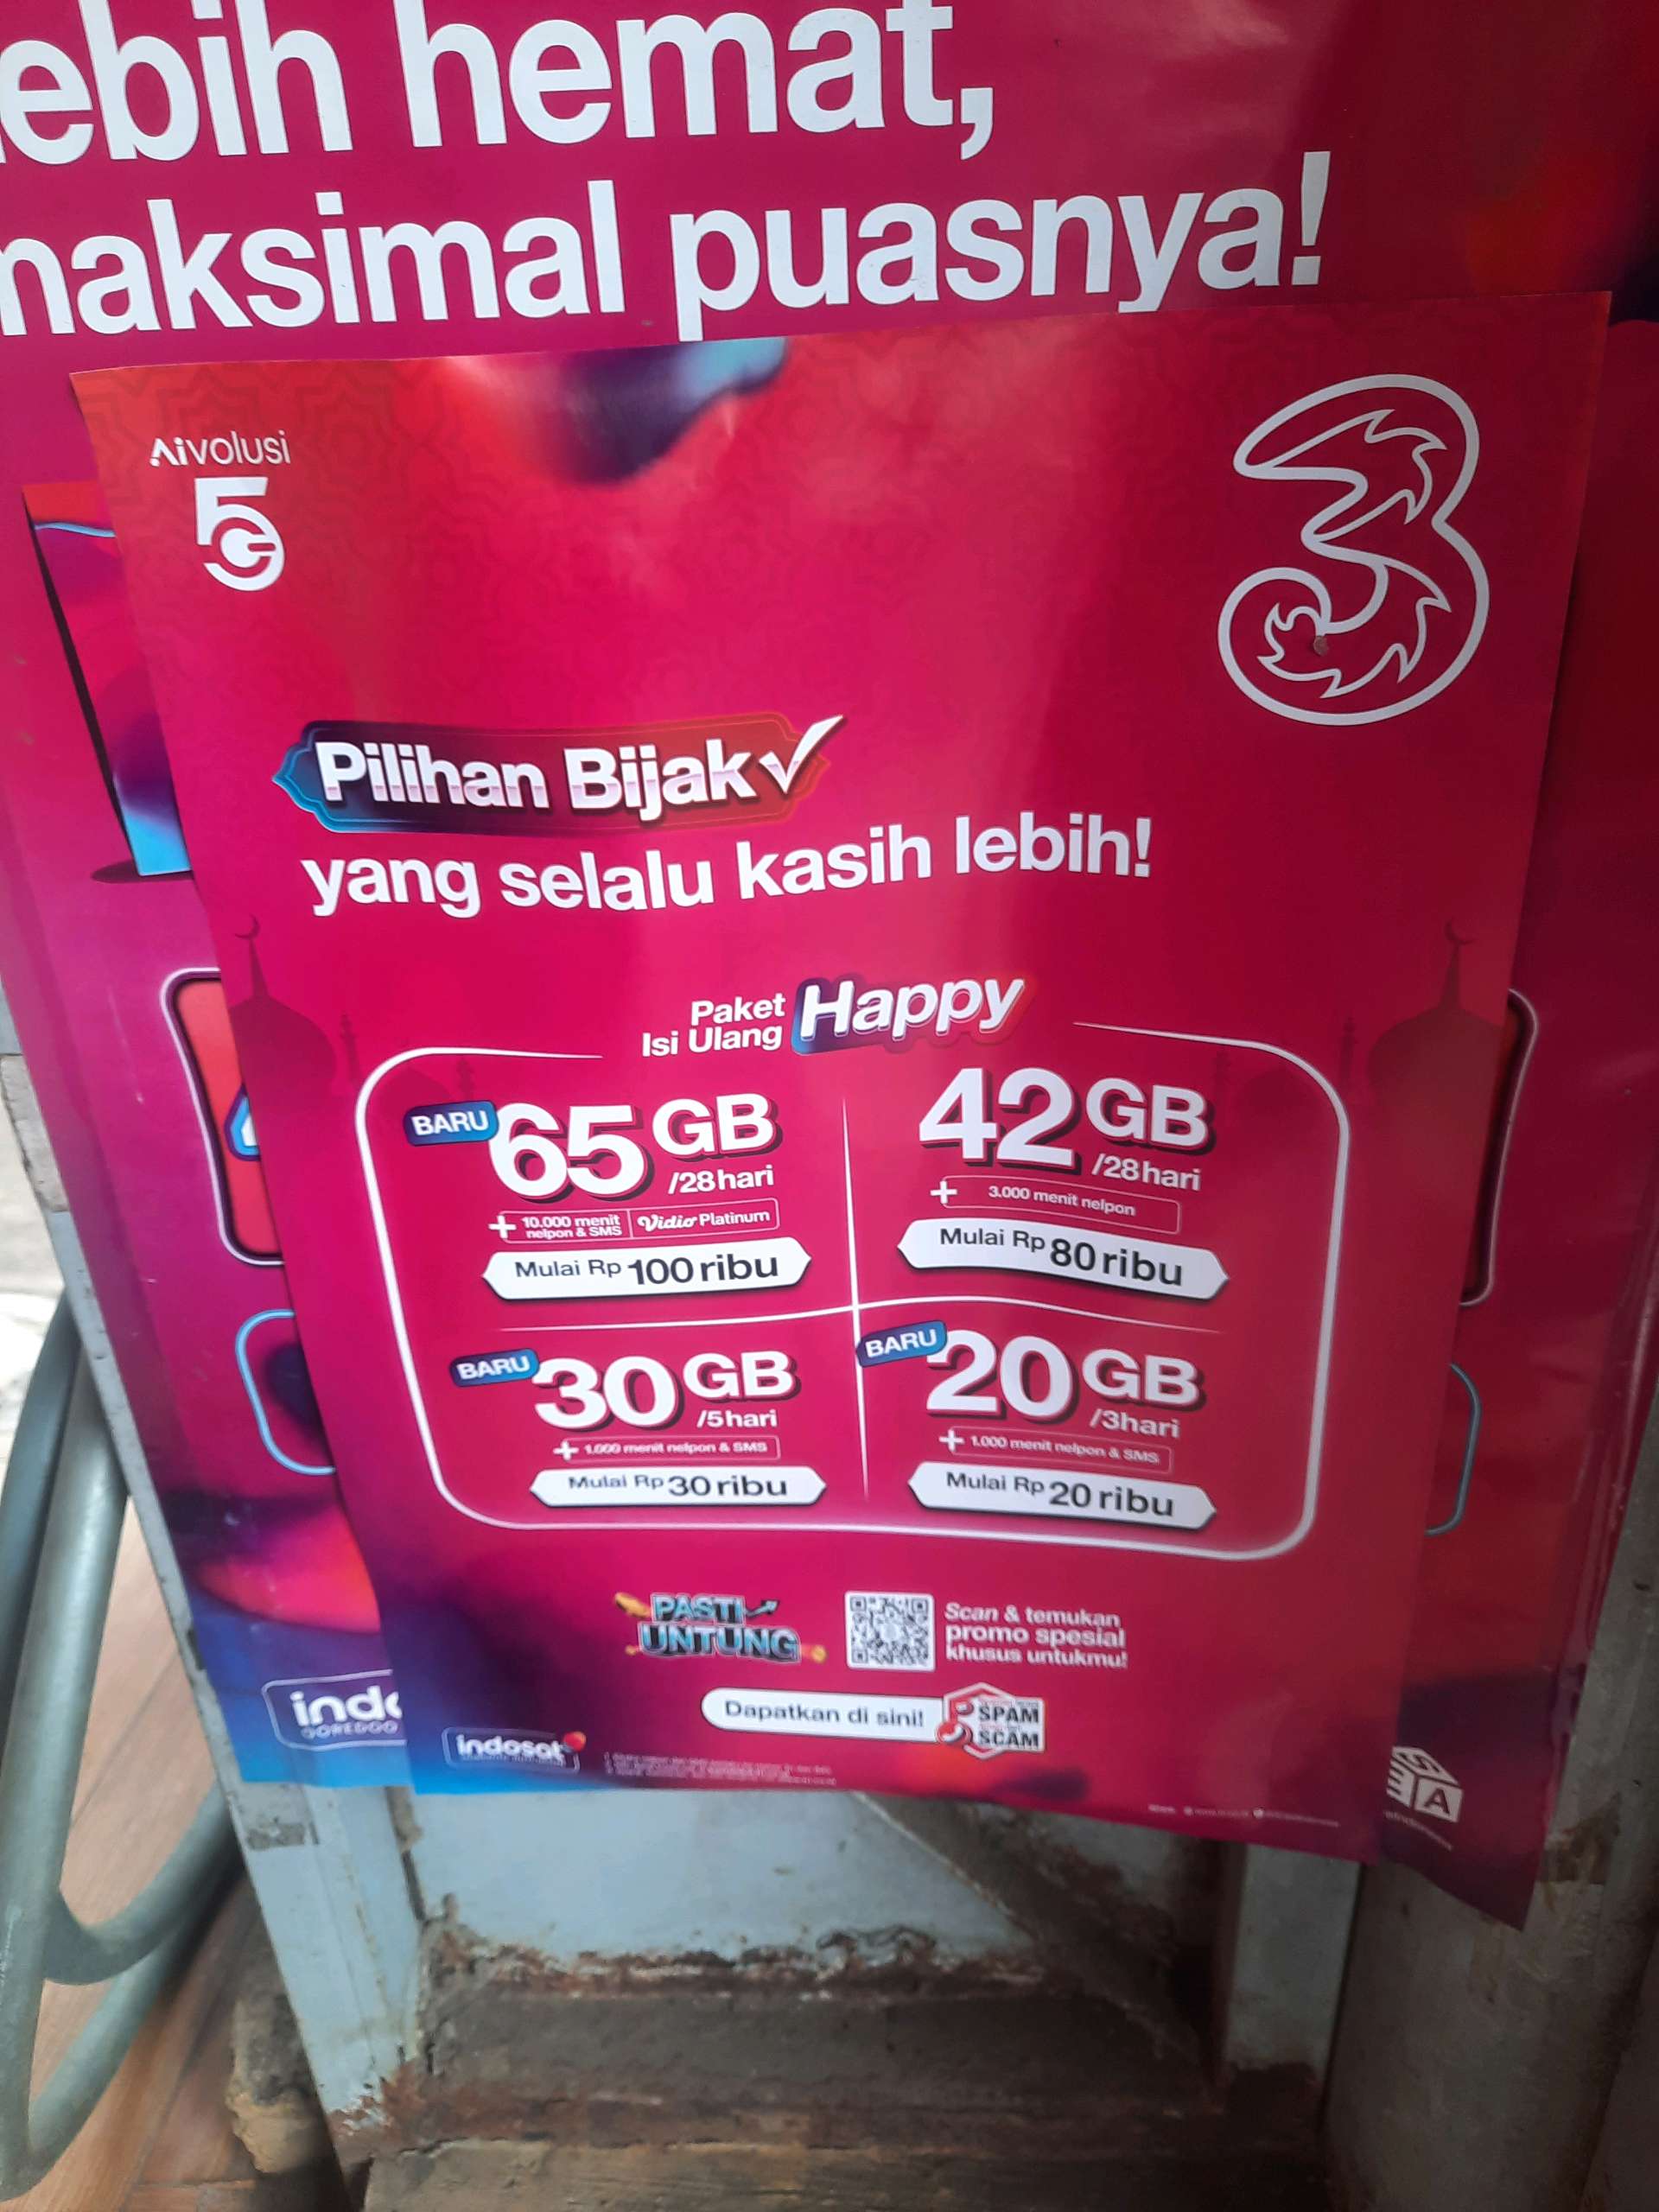 ebih hemat,
maksimal puasnya!
Aivolusi
5G
3
Pilihan Bijak
yang selalu kasih lebih!
Paket
Isi Ulang
Happy
BARU
65 GB
/28hari
+ 10.000 menit
nelpon & SMS
Vidio Platinum
Mulai Rp 100 ribu
42 GB
/28hari
+ 3.000 menit nelpon
Mulai Rp 80 ribu
BARU
30 GB
/5hari
+ 1.000 menit nelpon & SMS
Mulai Rp 30 ribu
BARU
20 GB
/3hari
+ 1.000 menit nelpon & SMS
Mulai Rp 20 ribu
PASTI
UNTUNG
Scan & temukan
promo spesial
khusus untukmu!
Dapatkan di sini!
SPAM
SCAM
indo
OOREDOO
indosat
A